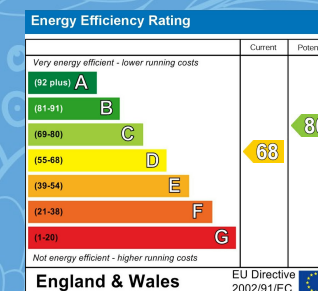 Energy Efficiency Rating
Current
Very energy efficient - lower running costs
(92 plus) A
(81-91) B
(69-80) C
(55-68) D
68
(39-54) E
(21-38) F
(1-20) G
Not energy efficient - higher running costs
England & Wales
EU Directive
2002/91/EC